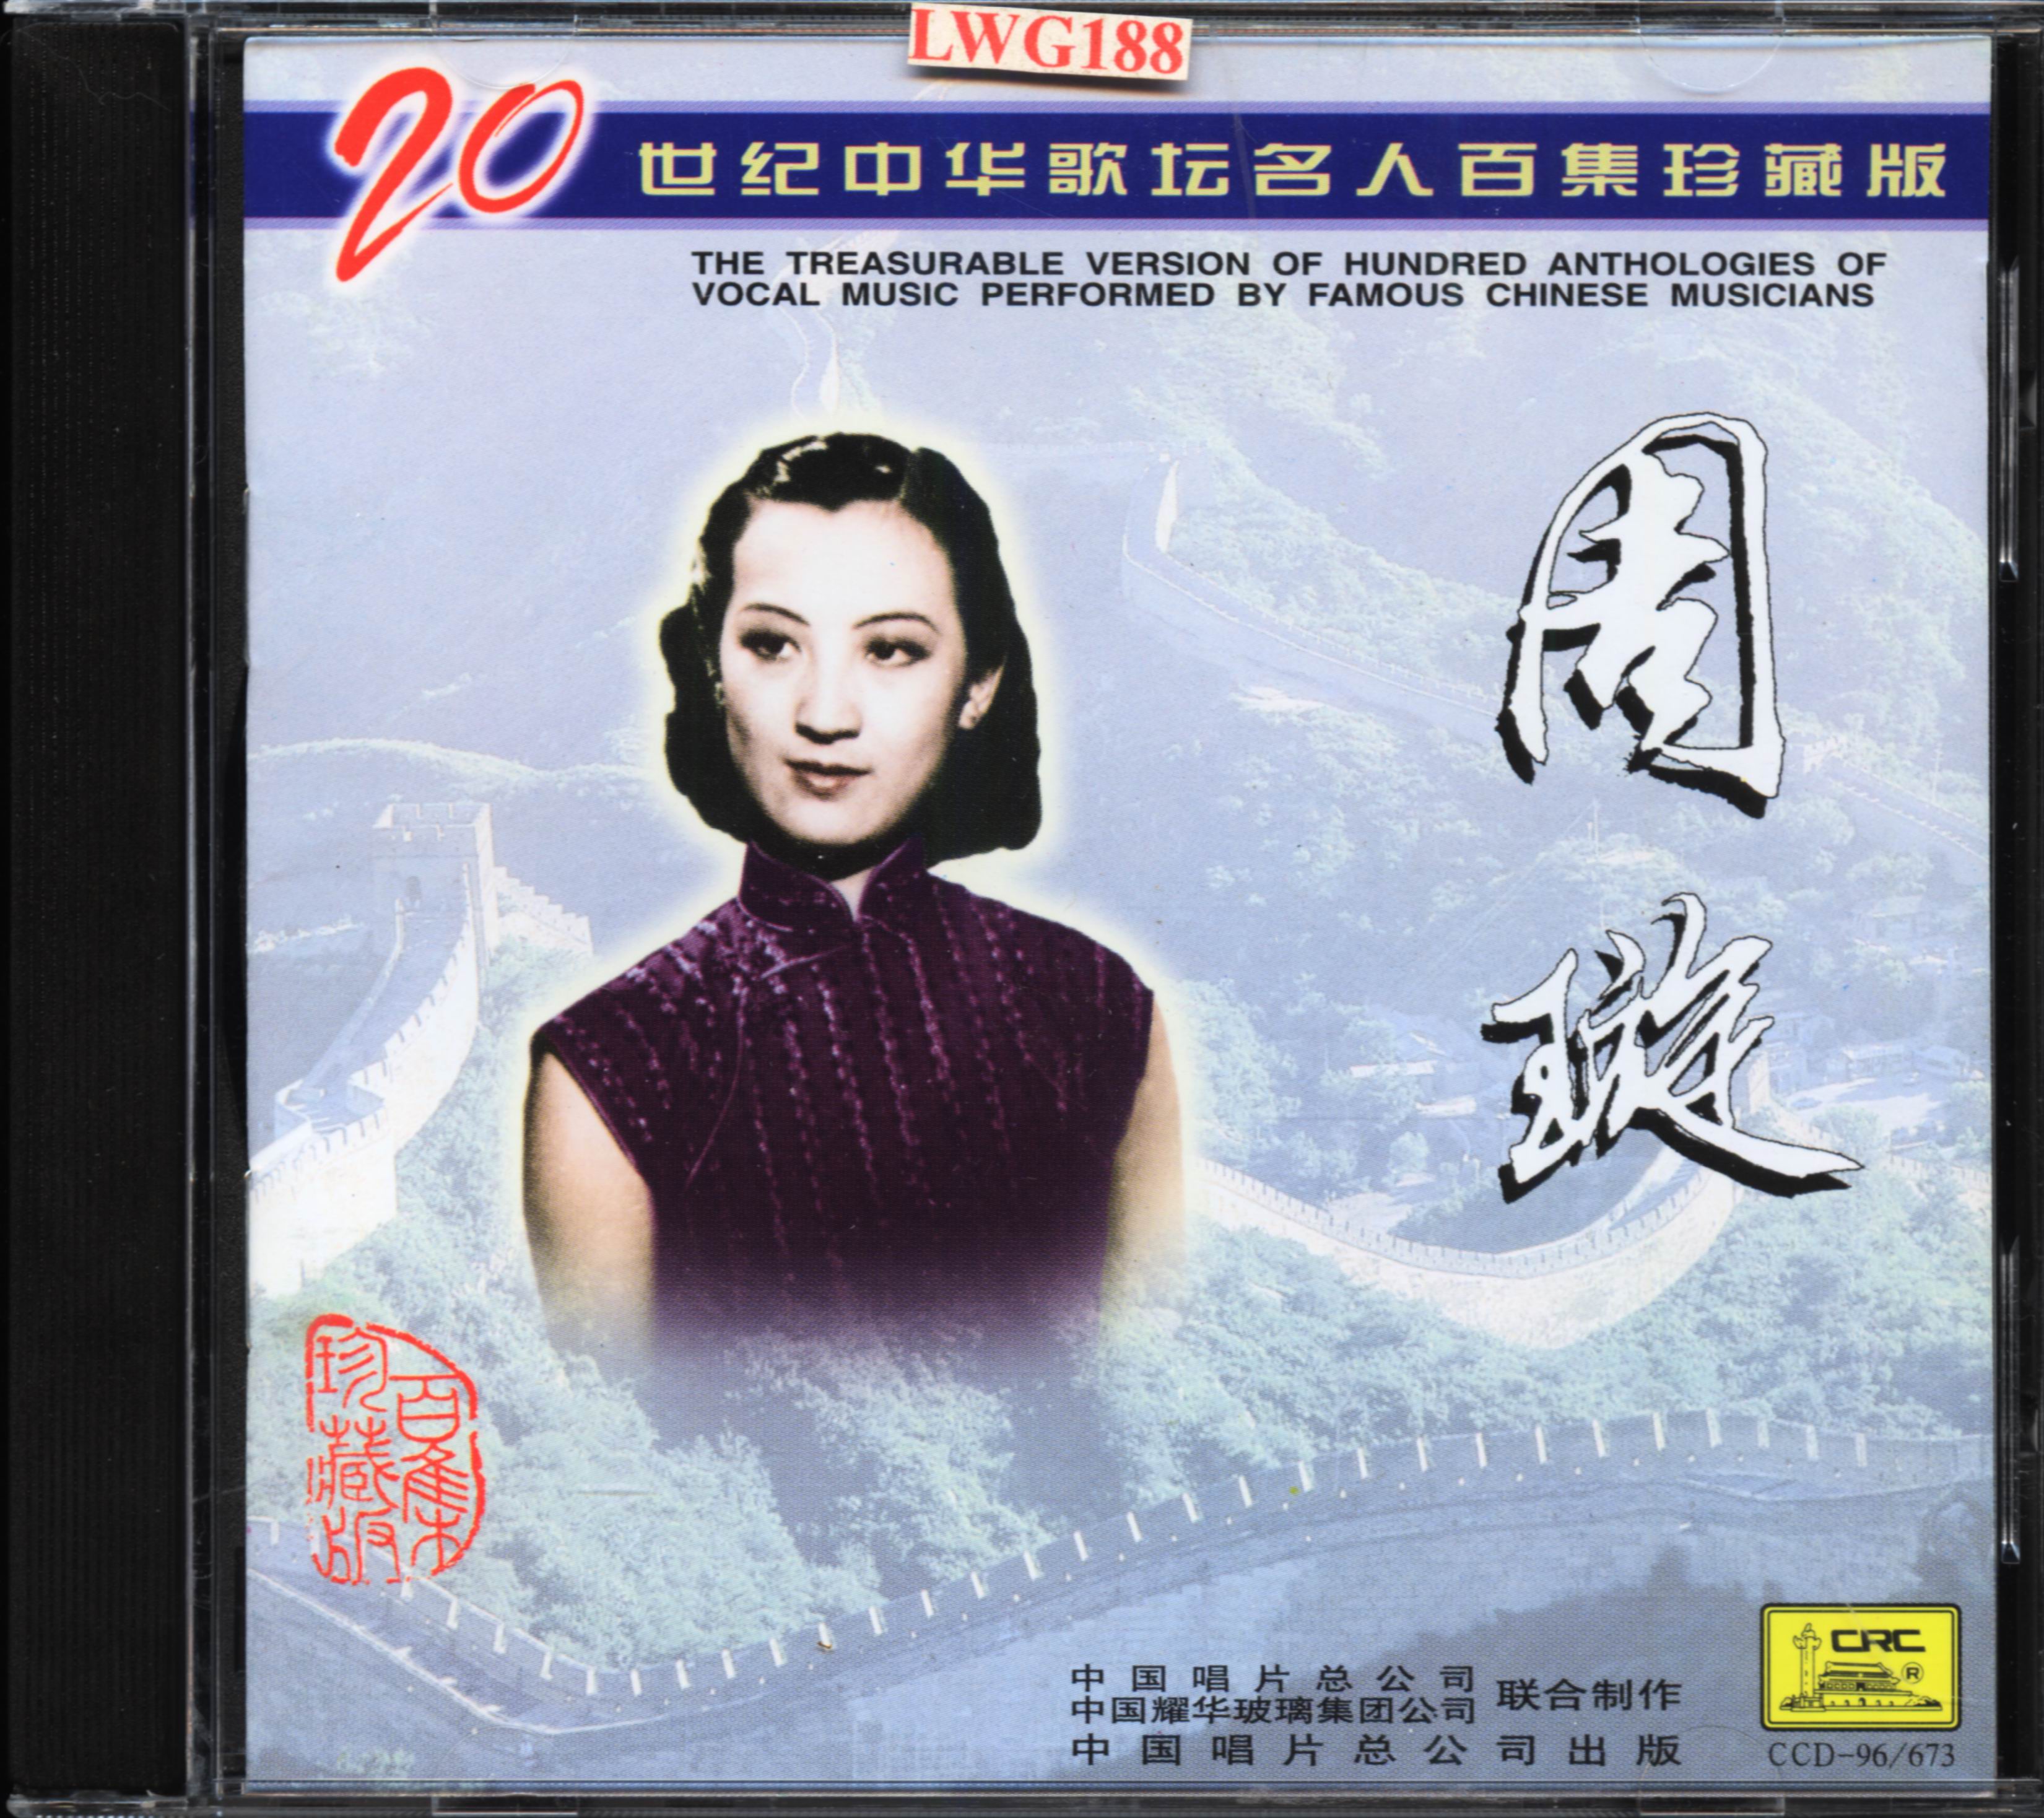 LWG188
20世纪中华歌坛名人百集珍藏版
THE TREASURABLE VERSION OF HUNDRED ANTHOLOGIES OF
VOCAL MUSIC PERFORMED BY FAMOUS CHINESE MUSICIANS
周
璇
百集
珍藏版
中国唱片总公司
中国耀华玻璃集团公司
联合制作
中国唱片总公司出版
CRC
®
CCD-96/673